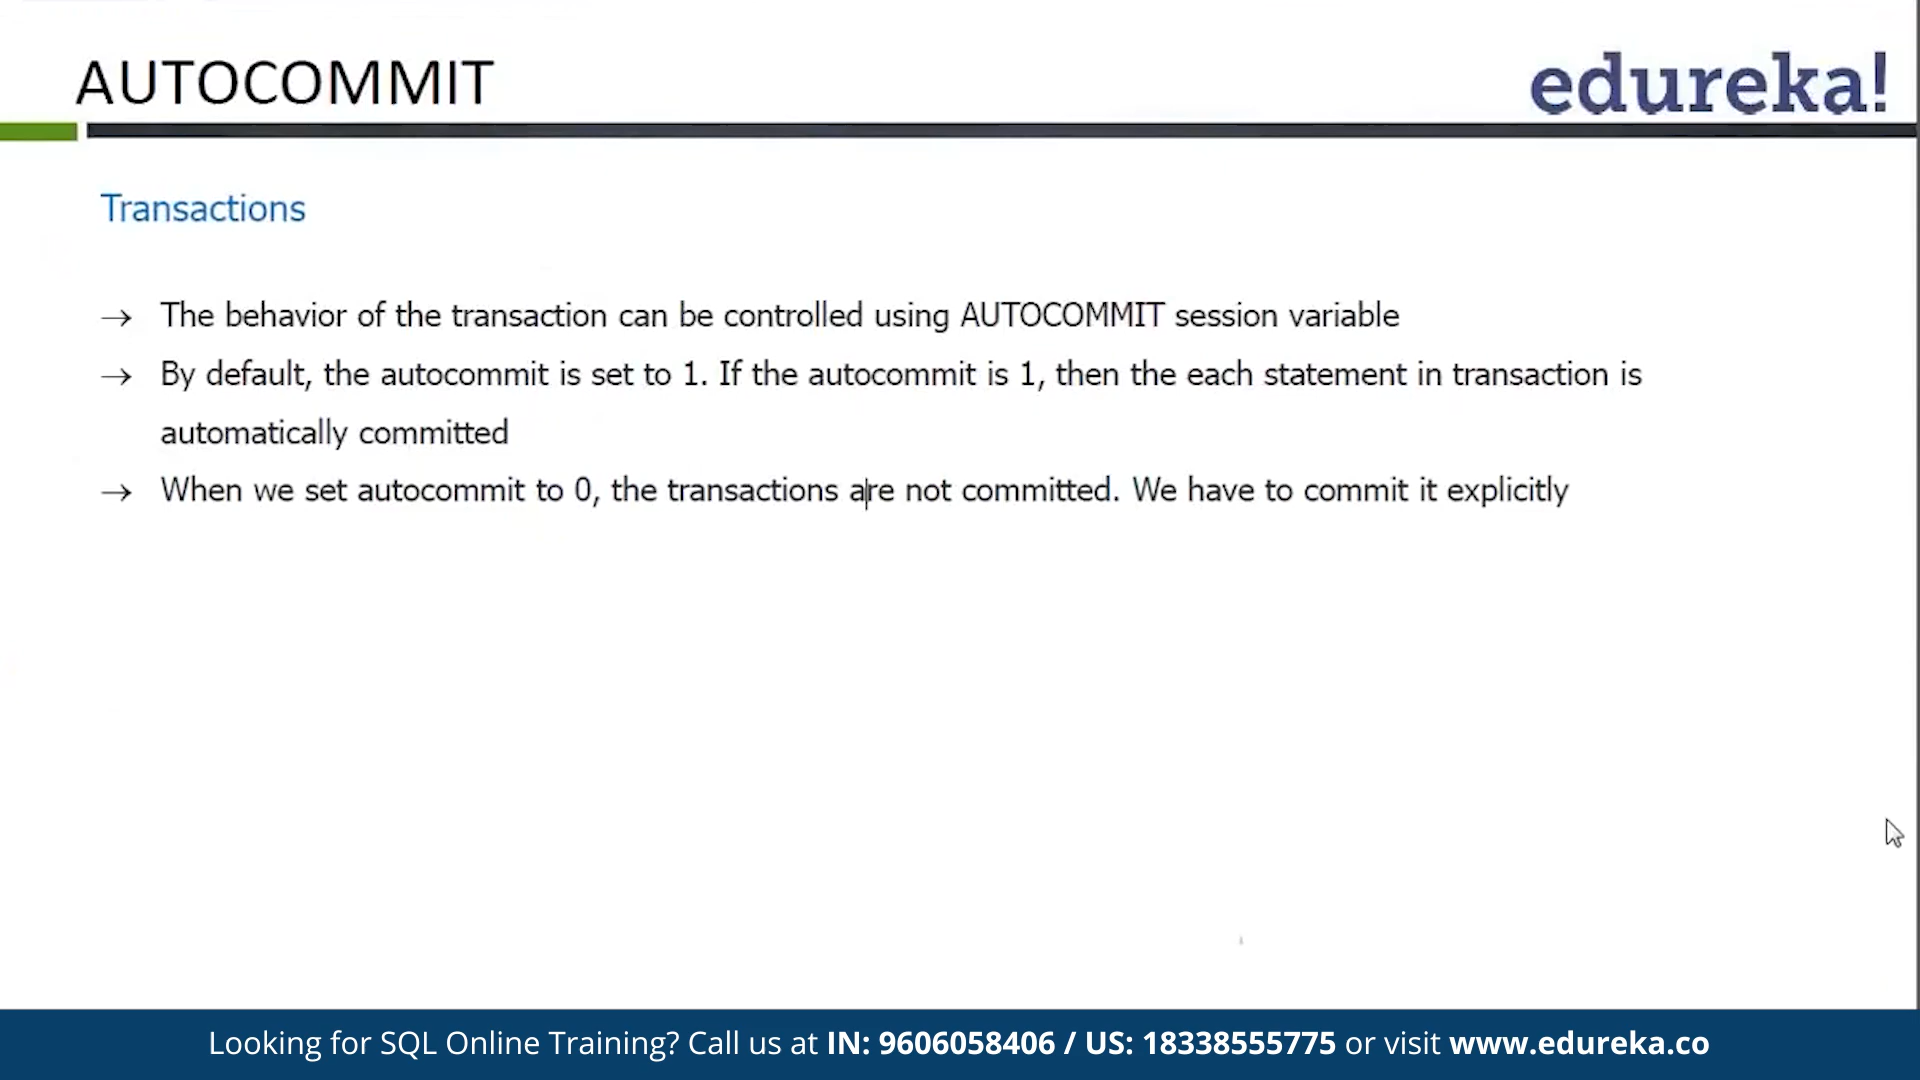 AUTOCOMMIT
edureka!
Transactions
→ The behavior of the transaction can be controlled using AUTOCOMMIT session variable
→ By default, the autocommit is set to 1. If the autocommit is 1, then the each statement in transaction is
automatically committed
→ When we set autocommit to 0, the transactions are not committed. We have to commit it explicitly
Looking for SQL Online Training? Call us at IN: 9606058406 / US: 18338555775 or visit www.edureka.co